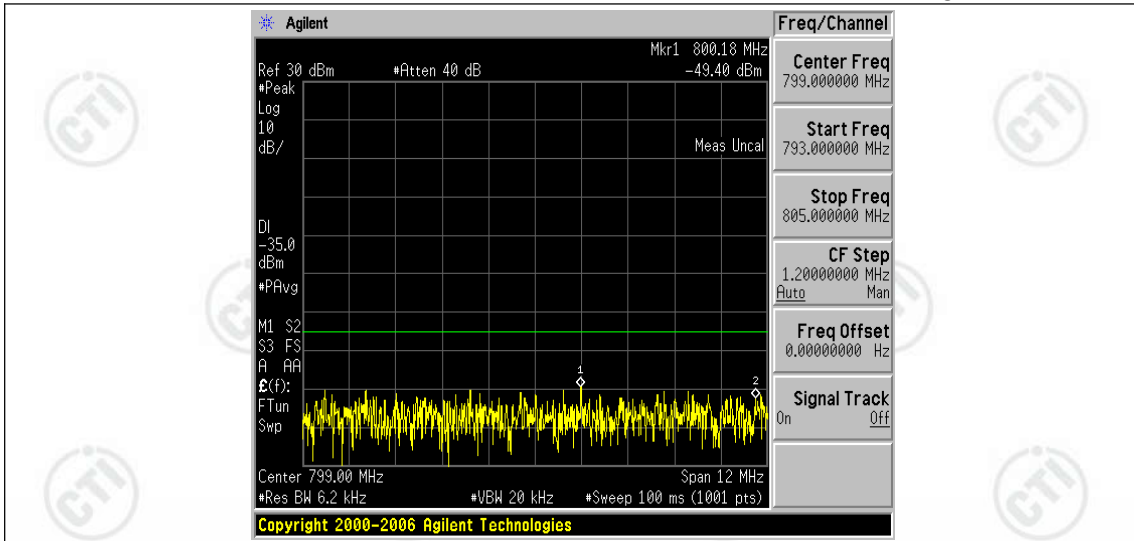 Agilent
Freq/Channel
Mkr1 800.18 MHz
Ref 30 dBm #Atten 40 dB -49.40 dBm
#Peak
Log
10
dB/
Meas Uncal
DI
-35.0
dBm
#PAvg
M1 S2
S3 FS
A AA
£(f):
FTun
Swp
1
2
Center 799.00 MHz Span 12 MHz
#Res BW 6.2 kHz #VBW 20 kHz #Sweep 100 ms (1001 pts)
Copyright 2000-2006 Agilent Technologies
Center Freq
799.000000 MHz
Start Freq
793.000000 MHz
Stop Freq
805.000000 MHz
CF Step
1.20000000 MHz
Auto Man
Freq Offset
0.00000000 Hz
Signal Track
On Off
CTI
CTI
CTI
CTI